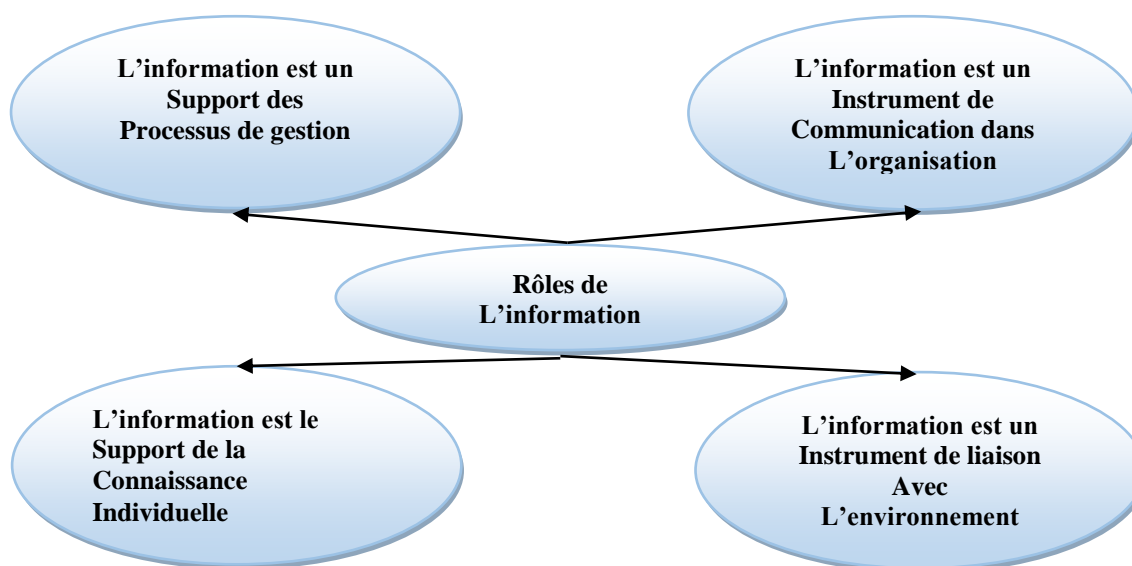 L’information est un
Support des
Processus de gestion
L’information est un
Instrument de
Communication dans
L’organisation
Rôles de
L’information
L’information est le
Support de la
Connaissance
Individuelle
L’information est un
Instrument de liaison
Avec
L’environnement